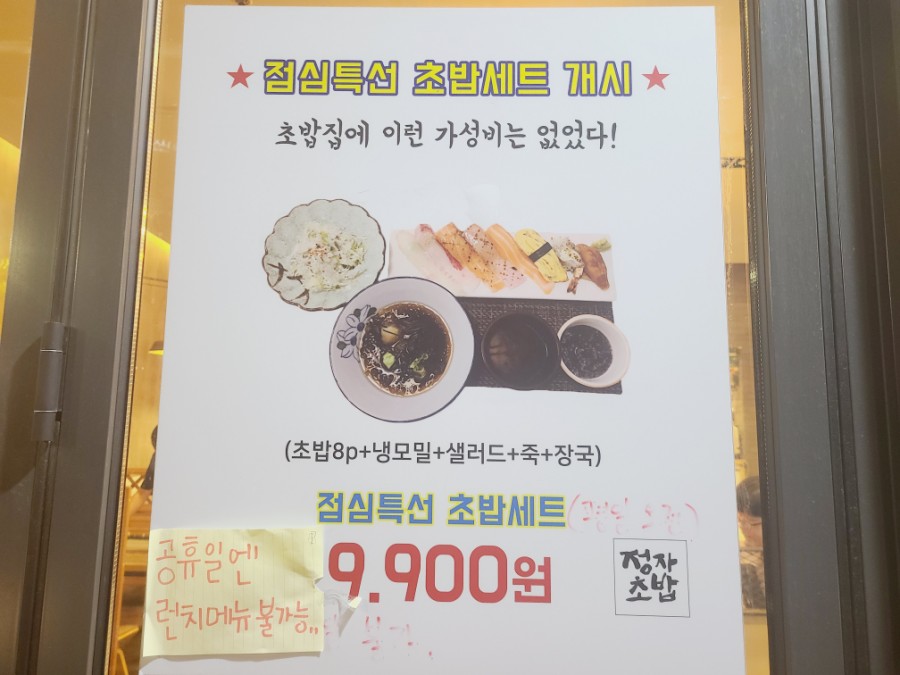 ★ 점심특선 초밥세트 개시 ★
초밥집에 이런 가성비는 없었다!
(초밥8p+냉모밀+샐러드+죽+장국)
점심특선 초밥세트
9.900원
정자
초밥
공휴일엔
런치메뉴 불가능,,
불가.